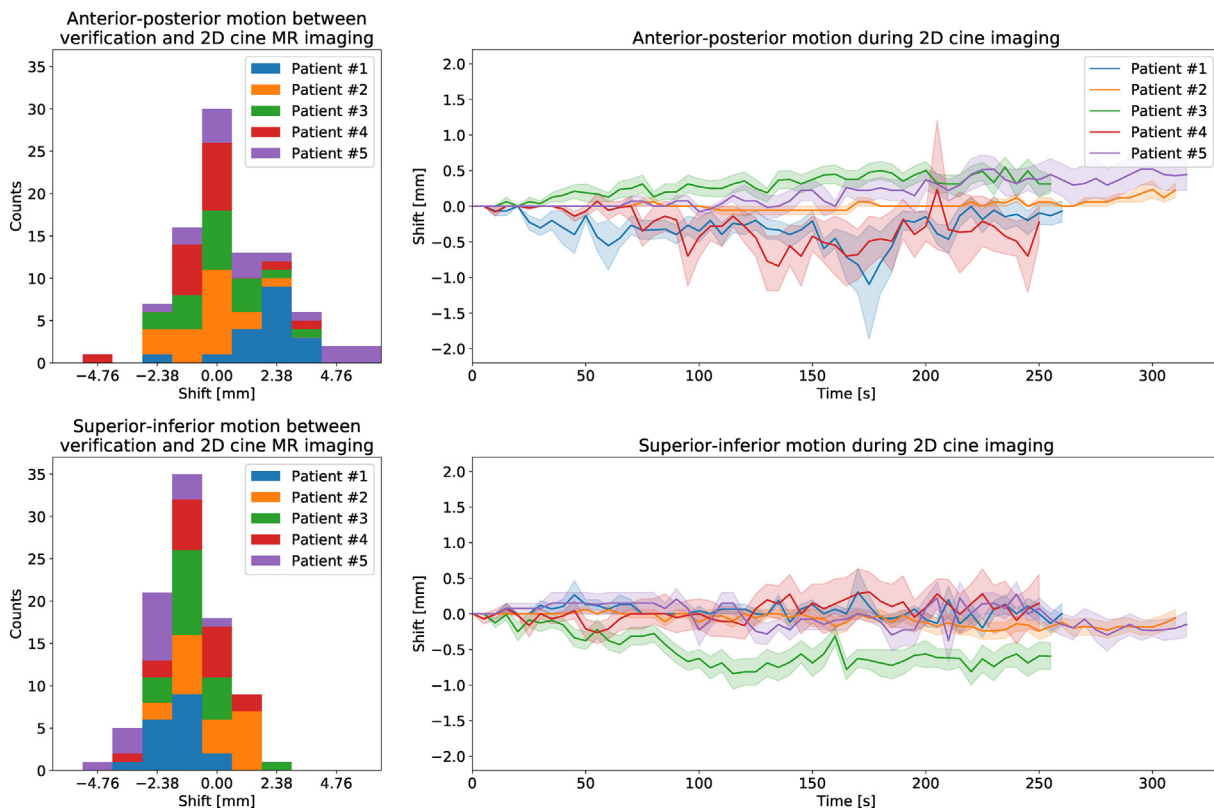 Anterior-posterior motion between
verification and 2D cine MR imaging
35
30
25
20
15
10
5
0
Counts
Patient #1
Patient #2
Patient #3
Patient #4
Patient #5
−4.76 −2.38 0.00 2.38 4.76
Shift [mm]
Anterior-posterior motion during 2D cine imaging
2.0
1.5
1.0
0.5
0.0
−0.5
−1.0
−1.5
−2.0
Shift [mm]
Patient #1
Patient #2
Patient #3
Patient #4
Patient #5
0 50 100 150 200 250 300
Time [s]
Superior-inferior motion between
verification and 2D cine MR imaging
35
30
25
20
15
10
5
0
Counts
Patient #1
Patient #2
Patient #3
Patient #4
Patient #5
−4.76 −2.38 0.00 2.38 4.76
Shift [mm]
Superior-inferior motion during 2D cine imaging
2.0
1.5
1.0
0.5
0.0
−0.5
−1.0
−1.5
−2.0
Shift [mm]
0 50 100 150 200 250 300
Time [s]